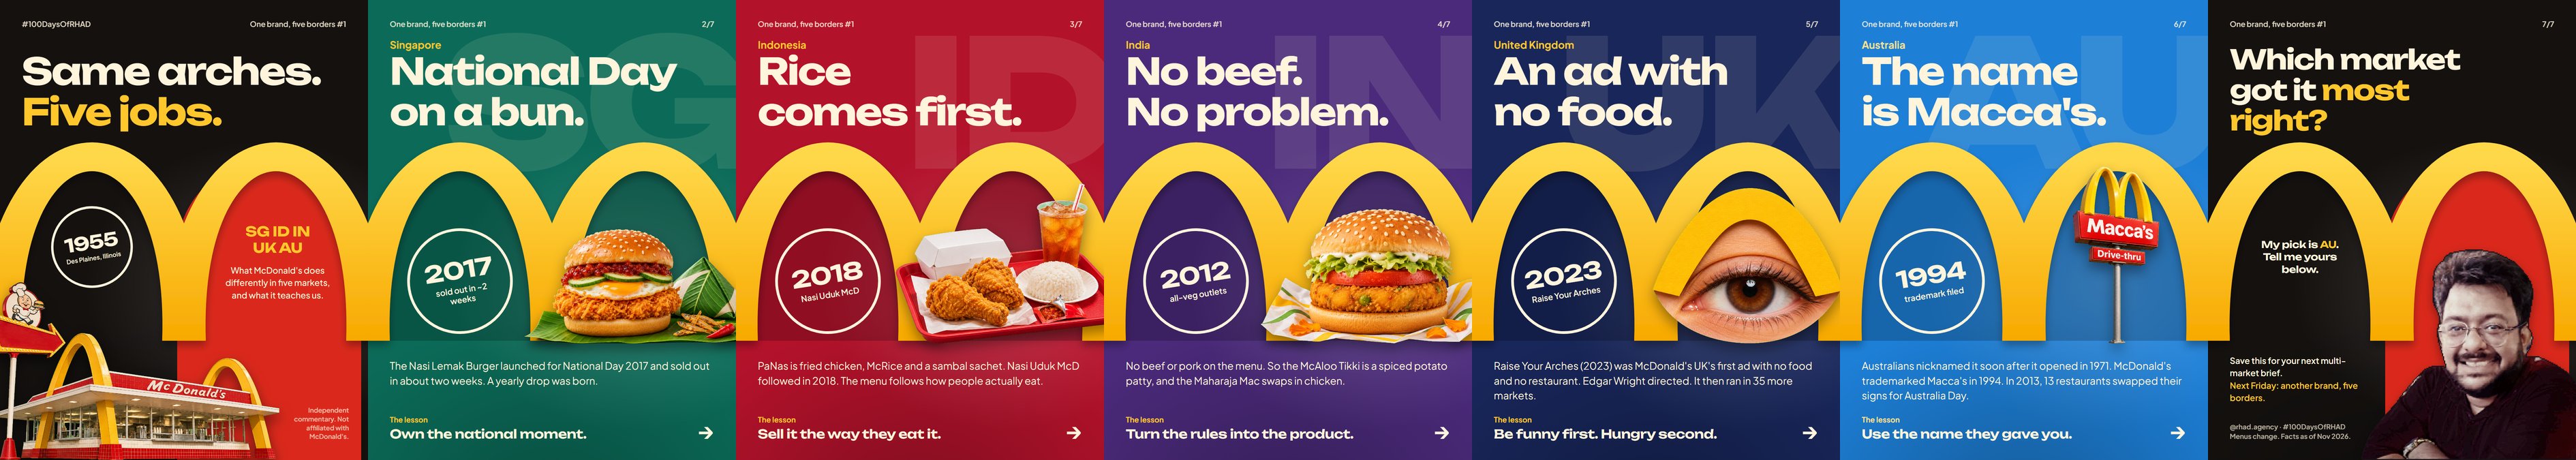 #100DaysOfRHAD
One brand, five borders #1
Same arches.
Five jobs.
1955
Des Plaines, Illinois
SG ID IN
UK AU
What McDonald's does
differently in five markets,
and what it teaches us.
McDonald's
Independent
commentary. Not
affiliated with
McDonald's.
One brand, five borders #1
2/7
SG
Singapore
National Day
on a bun.
2017
sold out in ~2
weeks
The Nasi Lemak Burger launched for National Day 2017 and sold out
in about two weeks. A yearly drop was born.
The lesson
Own the national moment.
→
One brand, five borders #1
3/7
ID
Indonesia
Rice
comes first.
2018
Nasi Uduk McD
PaNas is fried chicken, McRice and a sambal sachet. Nasi Uduk McD
followed in 2018. The menu follows how people actually eat.
The lesson
Sell it the way they eat it.
→
One brand, five borders #1
4/7
IN
India
No beef.
No problem.
2012
all-veg outlets
No beef or pork on the menu. So the McAloo Tikki is a spiced potato
patty, and the Maharaja Mac swaps in chicken.
The lesson
Turn the rules into the product.
→
One brand, five borders #1
5/7
UK
United Kingdom
An ad with
no food.
2023
Raise Your Arches
Raise Your Arches (2023) was McDonald's UK's first ad with no food
and no restaurant. Edgar Wright directed. It then ran in 35 more
markets.
The lesson
Be funny first. Hungry second.
→
One brand, five borders #1
6/7
AU
Australia
The name
is Macca's.
1994
trademark filed
Macca's
Drive-thru
Australians nicknamed it soon after it opened in 1971. McDonald's
trademarked Macca's in 1994. In 2013, 13 restaurants swapped their
signs for Australia Day.
The lesson
Use the name they gave you.
→
One brand, five borders #1
7/7
Which market
got it most
right?
My pick is AU.
Tell me yours
below.
Save this for your next multi-
market brief.
Next Friday: another brand, five
borders.
@rhad.agency · #100DaysOfRHAD
Menus change. Facts as of Nov 2026.